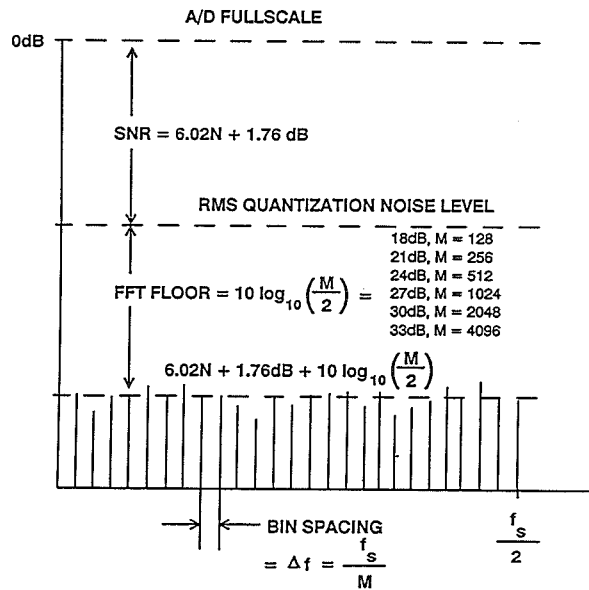 A/D FULLSCALE
0dB
SNR = 6.02N + 1.76 dB
RMS QUANTIZATION NOISE LEVEL
18dB, M = 128
21dB, M = 256
24dB, M = 512
27dB, M = 1024
30dB, M = 2048
33dB, M = 4096
FFT FLOOR = 10 log₁₀(M/2) =
6.02N + 1.76dB + 10 log₁₀(M/2)
BIN SPACING
= Δf = fₛ/M
fₛ/2